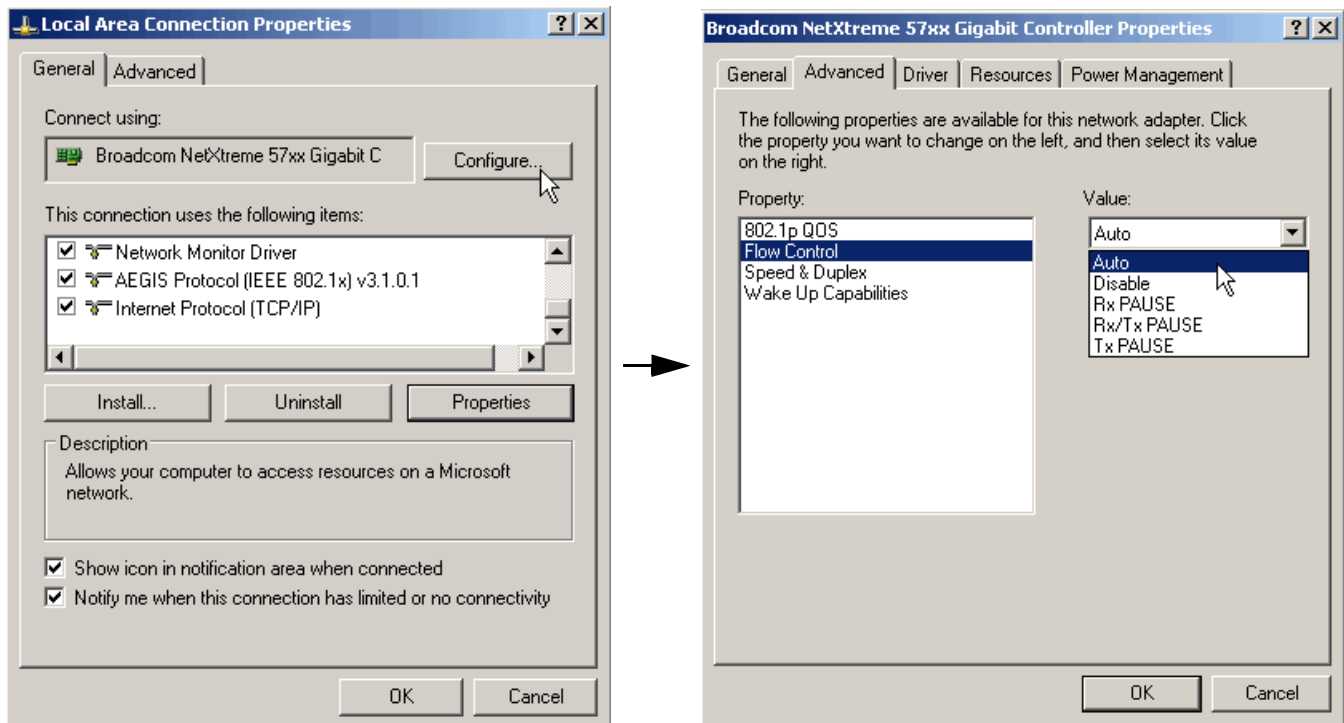 Local Area Connection Properties
General
Advanced
Connect using:
Broadcom NetXtreme 57xx Gigabit C
Configure...
This connection uses the following items:
Network Monitor Driver
AEGIS Protocol (IEEE 802.1x) v3.1.0.1
Internet Protocol (TCP/IP)
Install...
Uninstall
Properties
Description
Allows your computer to access resources on a Microsoft
network.
Show icon in notification area when connected
Notify me when this connection has limited or no connectivity
OK
Cancel
Broadcom NetXtreme 57xx Gigabit Controller Properties
General
Advanced
Driver
Resources
Power Management
The following properties are available for this network adapter. Click
the property you want to change on the left, and then select its value
on the right.
Property:
802.1p QOS
Flow Control
Speed & Duplex
Wake Up Capabilities
Value:
Auto
Auto
Disable
Rx PAUSE
Rx/Tx PAUSE
Tx PAUSE
OK
Cancel